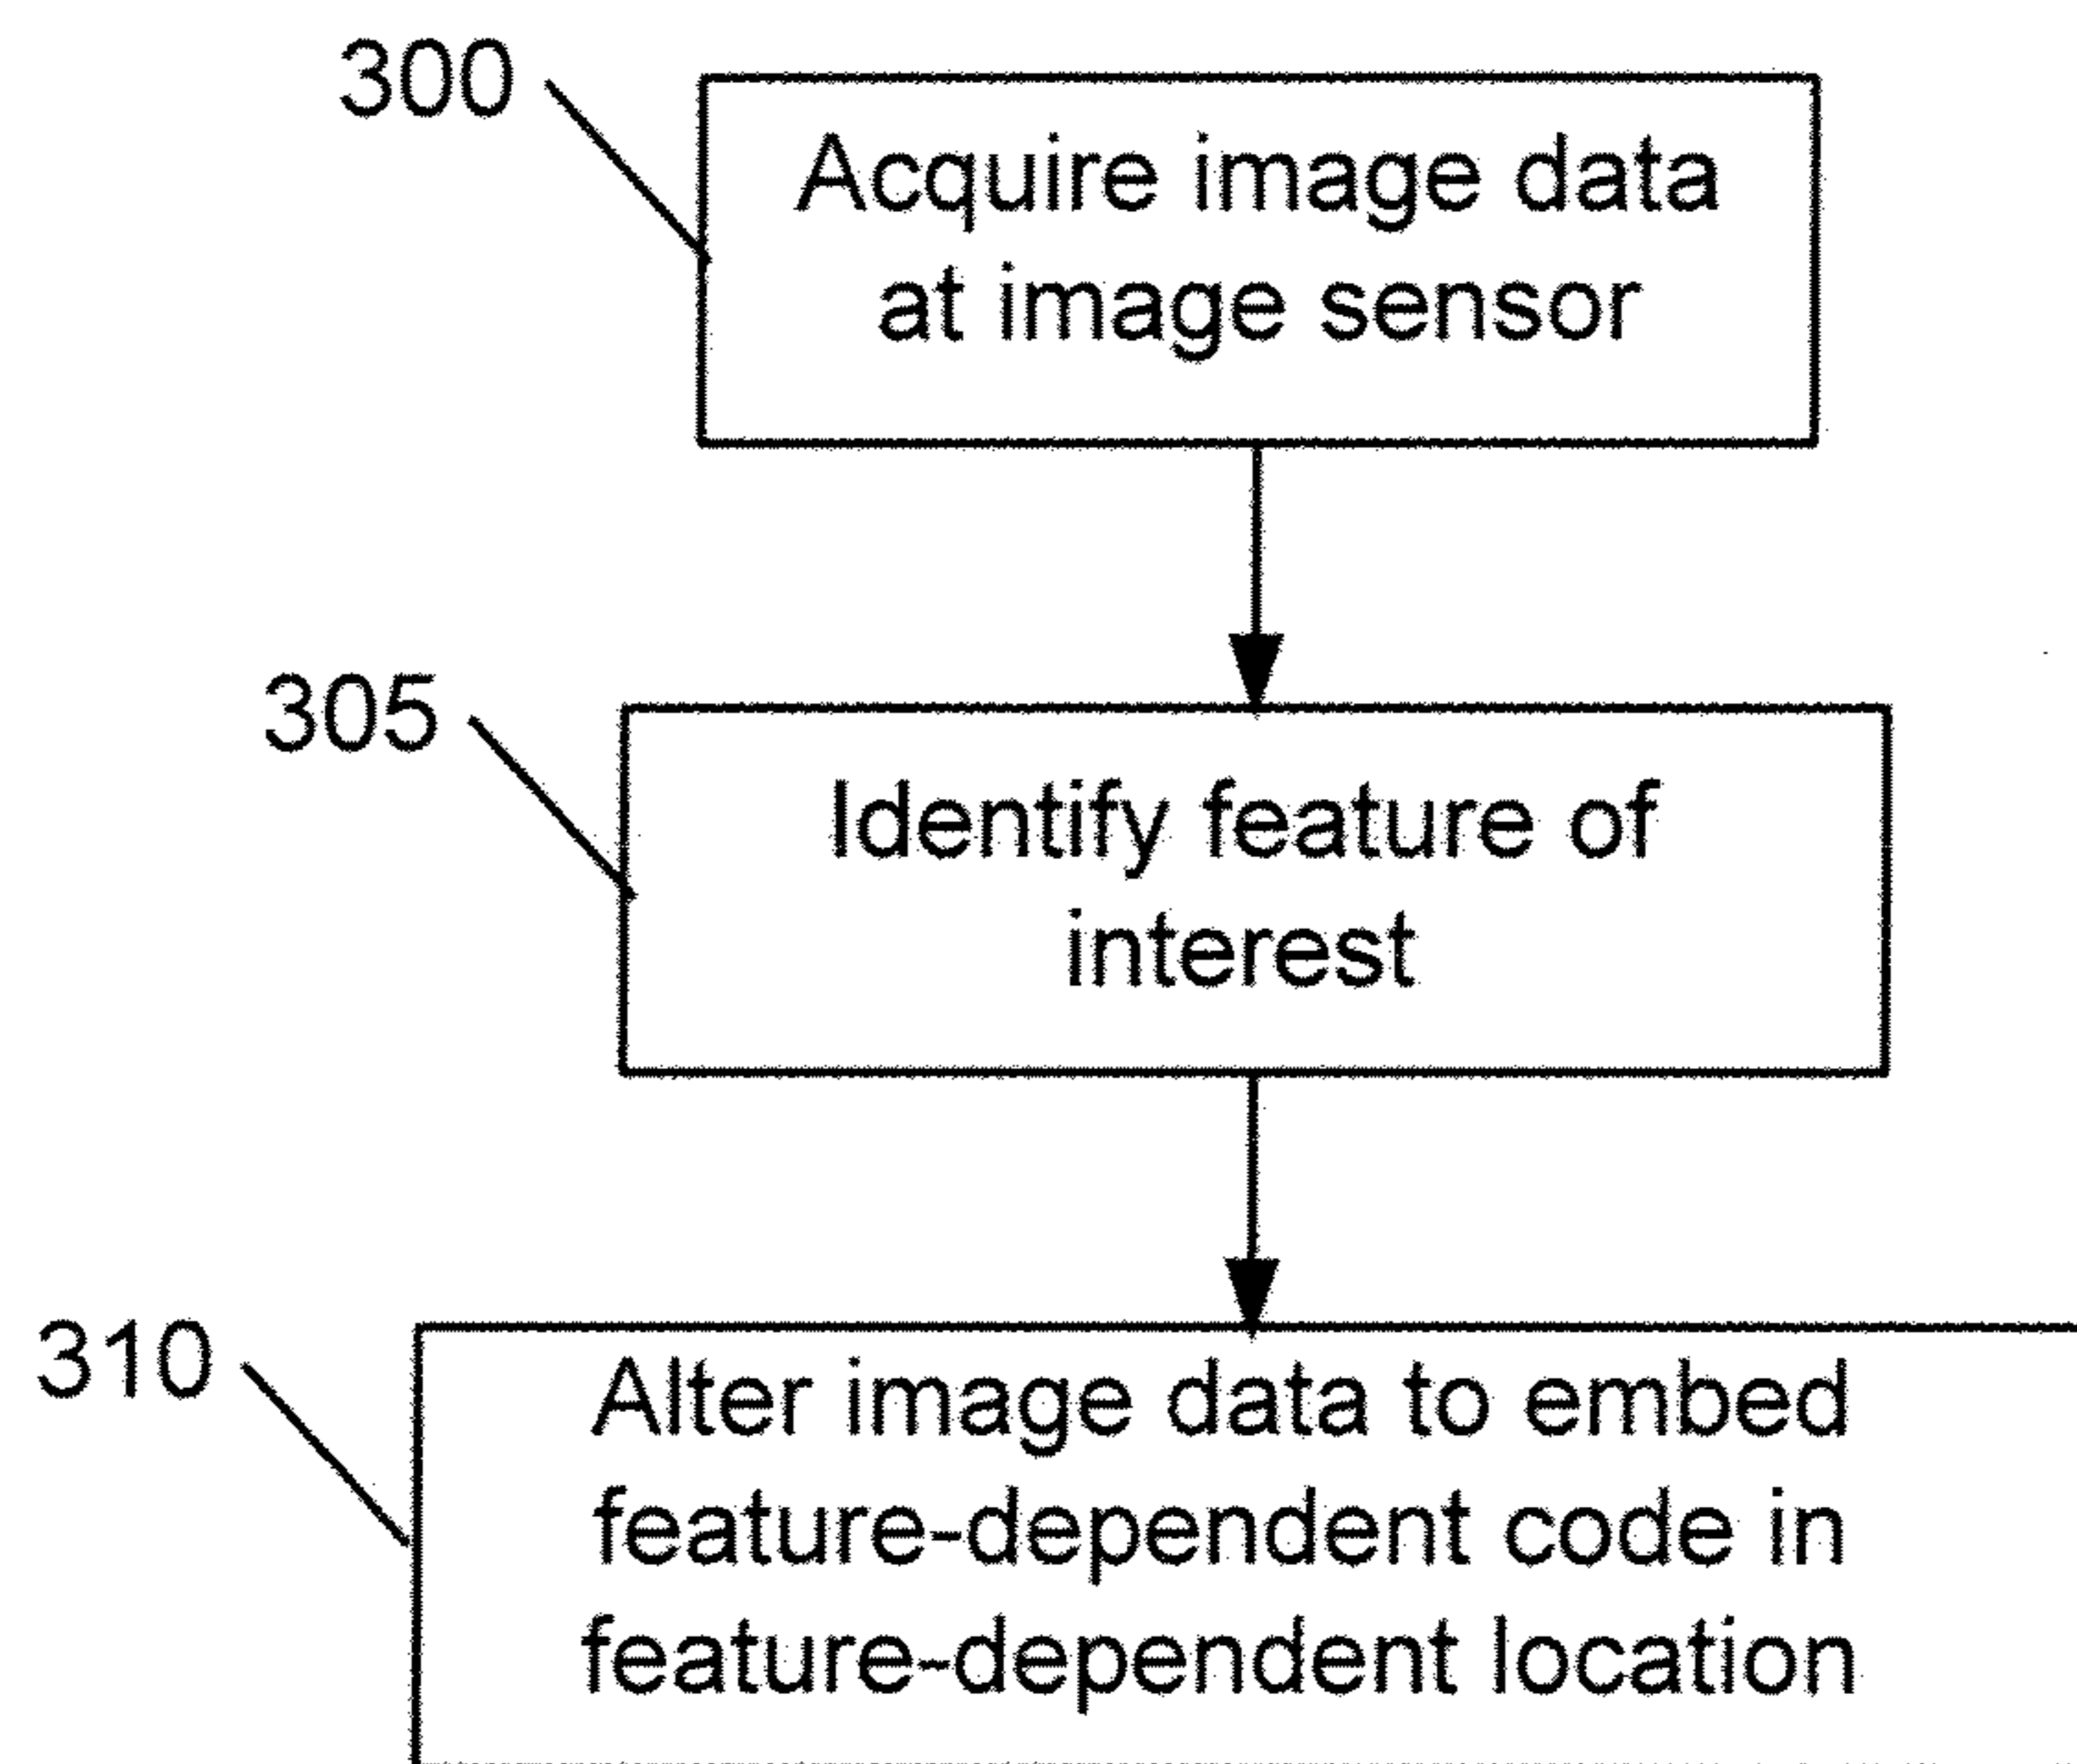 300
Acquire image data
at image sensor
305
Identify feature of
interest
310
Alter image data to embed
feature-dependent code in
feature-dependent location